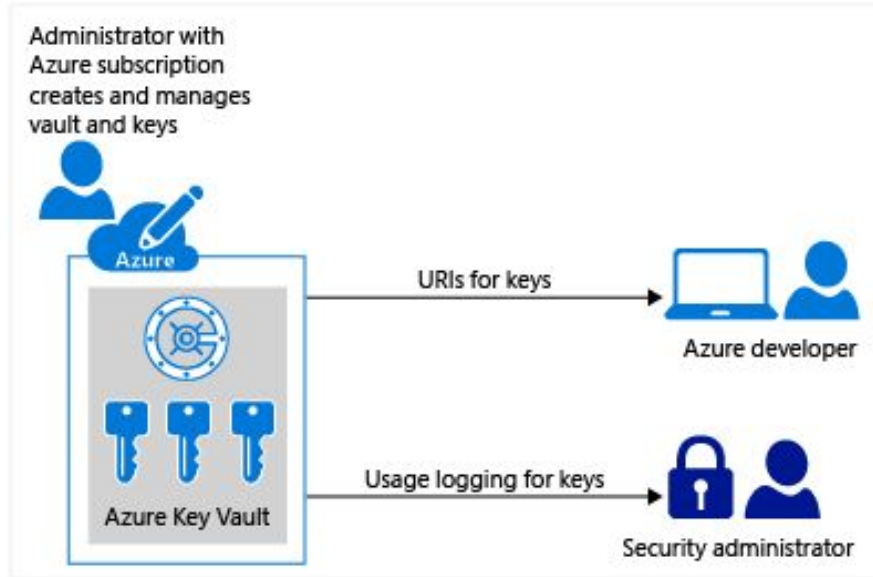 Administrator with
Azure subscription
creates and manages
vault and keys
Azure
URIs for keys
Azure developer
Usage logging for keys
Azure Key Vault
Security administrator